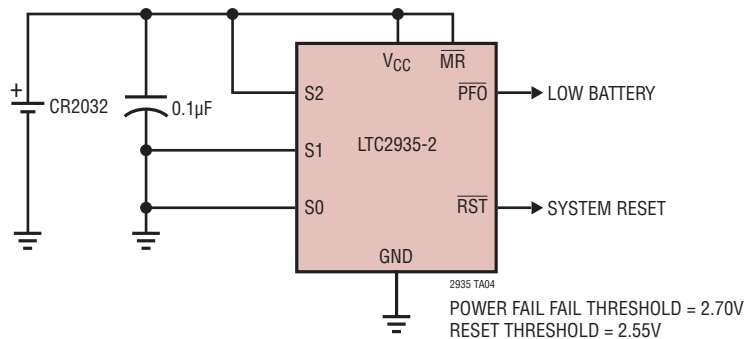 VCC
MR
+
CR2032
0.1µF
S2
PFO
LOW BATTERY
S1
LTC2935-2
S0
RST
SYSTEM RESET
GND
2935 TA04
POWER FAIL FAIL THRESHOLD = 2.70V
RESET THRESHOLD = 2.55V